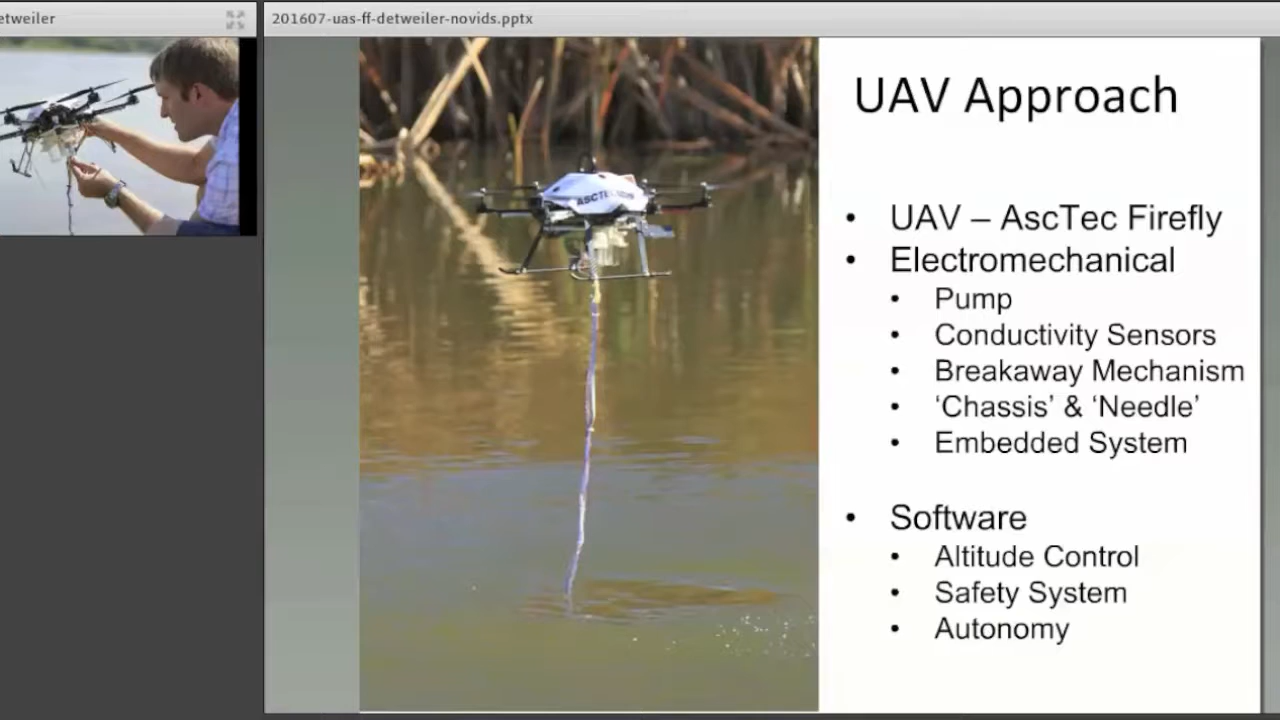 etweiler
201607-uas-ff-detweiler-novids.pptx
UAV Approach
• UAV – AscTec Firefly
• Electromechanical
• Pump
• Conductivity Sensors
• Breakaway Mechanism
• ‘Chassis’ & ‘Needle’
• Embedded System
• Software
• Altitude Control
• Safety System
• Autonomy